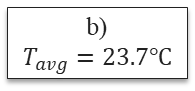 b)
T_avg = 23.7°C